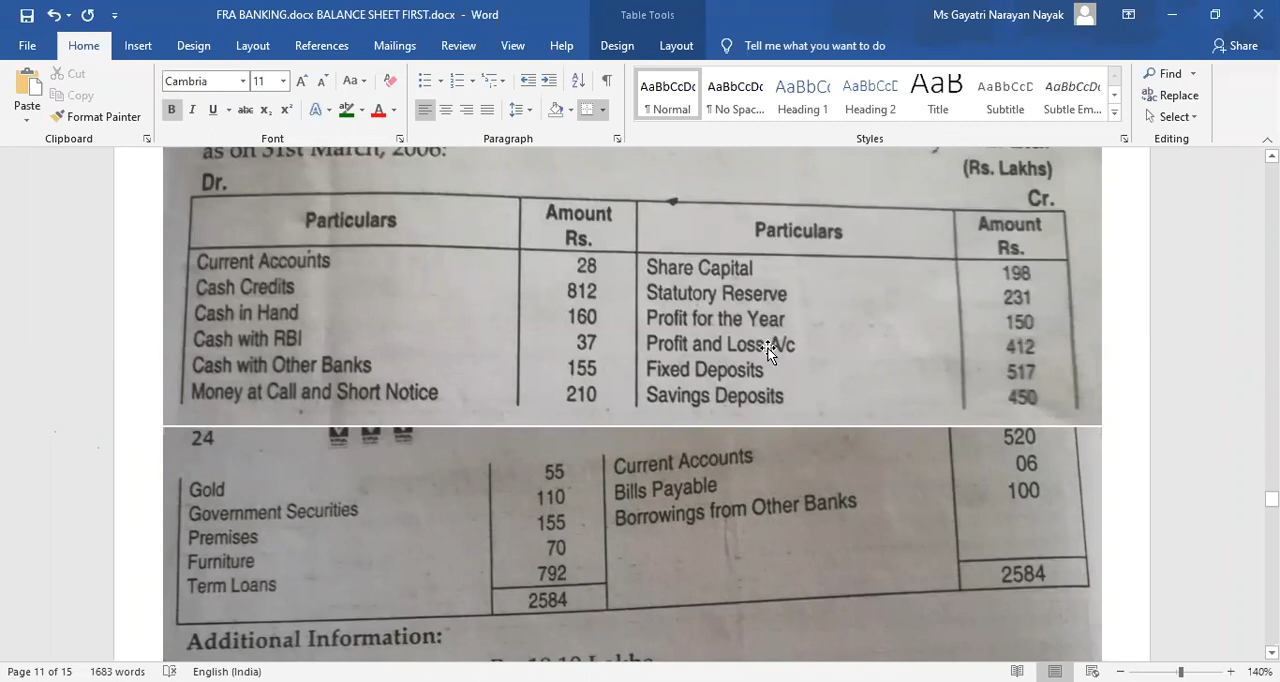 FRA BANKING.docx BALANCE SHEET FIRST.docx - Word
Table Tools
Ms Gayatri Narayan Nayak
File Home Insert Design Layout References Mailings Review View Help Design Layout Tell me what you want to do Share
Paste
Cut
Copy
Format Painter
Clipboard
Cambria 11
Font
Paragraph
AaBbCcDc AaBbCcDc AaBbC AaBbCcC AaB AaBbCcC AaBbCcDc
¶ Normal ¶ No Spac... Heading 1 Heading 2 Title Subtitle Subtle Em...
Styles
Find
Replace
Select
Editing
as on 31st March, 2006:
(Rs. Lakhs)
Dr. Cr.
Particulars Amount Rs. Particulars Amount Rs.
Current Accounts 28 Share Capital 198
Cash Credits 812 Statutory Reserve 231
Cash in Hand 160 Profit for the Year 150
Cash with RBI 37 Profit and Loss A/c 412
Cash with Other Banks 155 Fixed Deposits 517
Money at Call and Short Notice 210 Savings Deposits 450
24
Gold 55 Current Accounts 520
Government Securities 110 Bills Payable 06
Premises 155 Borrowings from Other Banks 100
Furniture 70
Term Loans 792
2584 2584
Additional Information:
Page 11 of 15 1683 words English (India) 140%